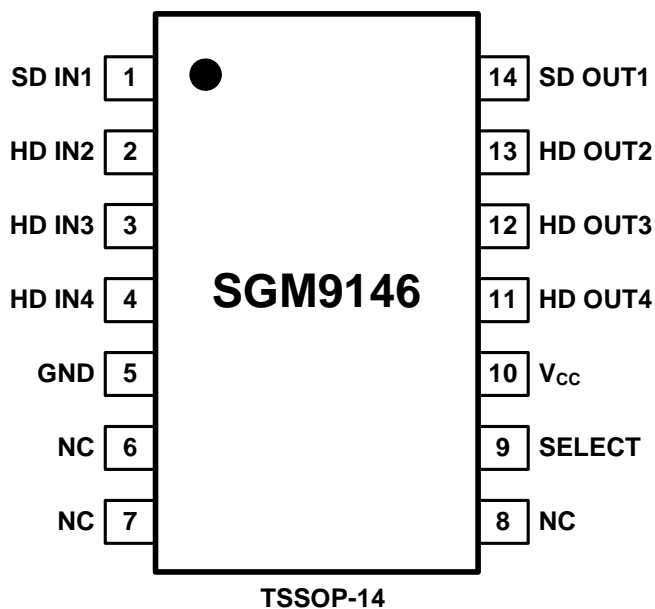 SD IN1 1 14 SD OUT1
HD IN2 2 13 HD OUT2
HD IN3 3 12 HD OUT3
SGM9146
HD IN4 4 11 HD OUT4
GND 5 10 VCC
NC 6 9 SELECT
NC 7 8 NC
TSSOP-14